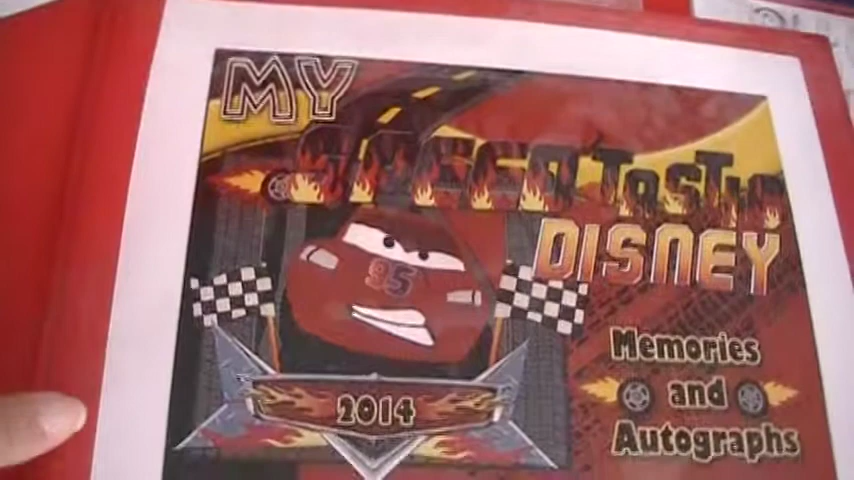 MY
SPEEDTASTIC
DISNEY
95
Memories
and
Autographs
2014